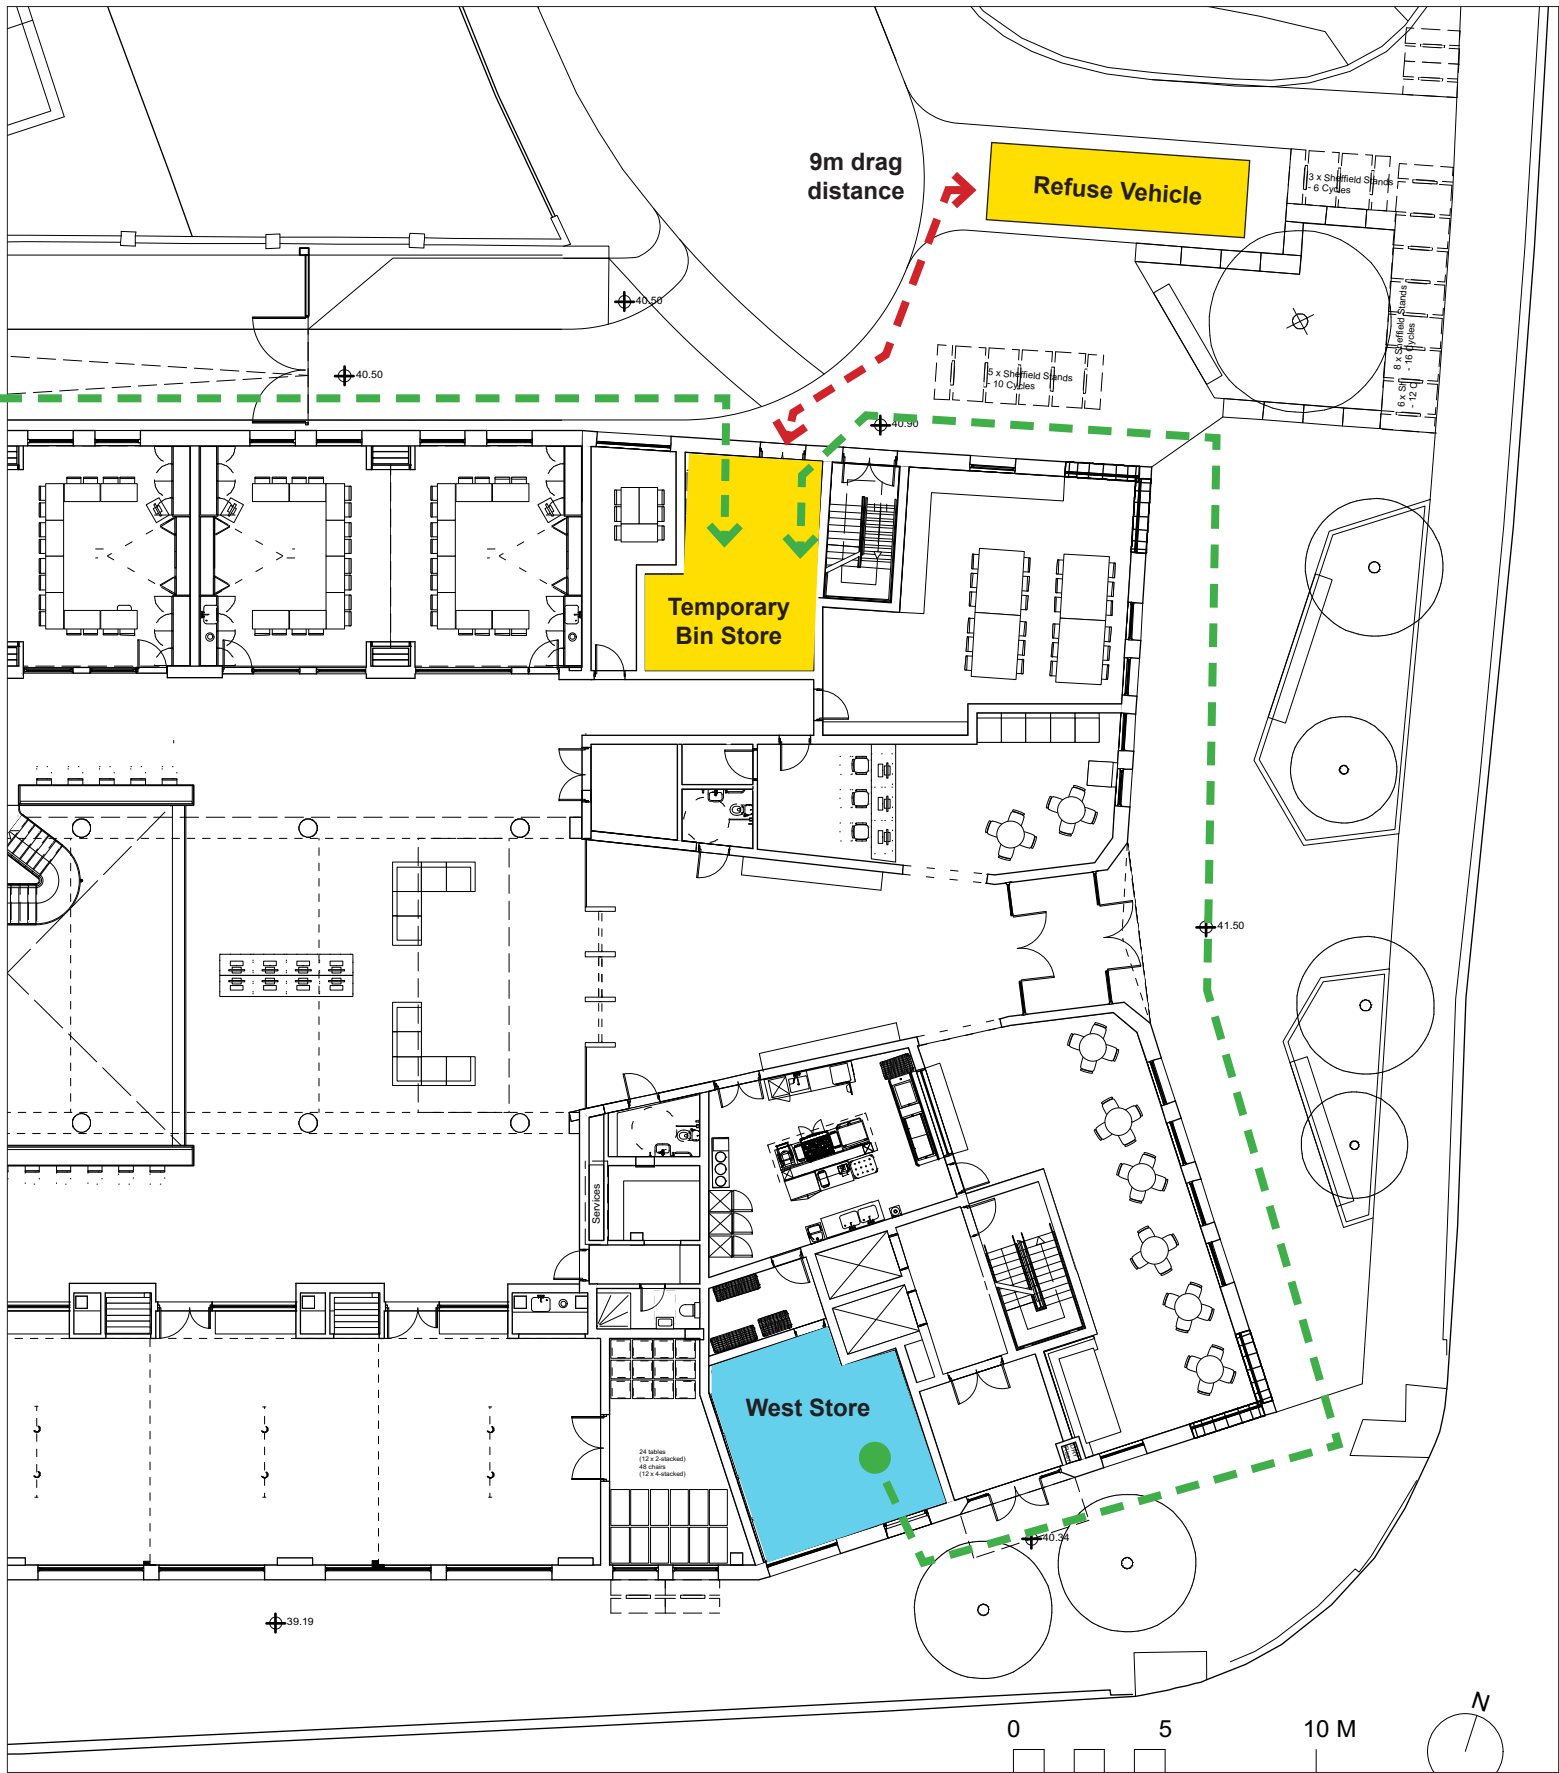 9m drag
distance
Refuse Vehicle
3 x Sheffield Stands
- 6 Cycles
40.50
40.50
5 x Sheffield Stands
- 10 Cycles
8 x Sheffield Stands
- 16 Cycles
6 x
- 12
40.90
Temporary
Bin Store
41.50
Services
West Store
24 tables
(12 x 2-stacked)
48 chairs
(12 x 4-stacked)
40.34
39.19
0 5 10 M
N